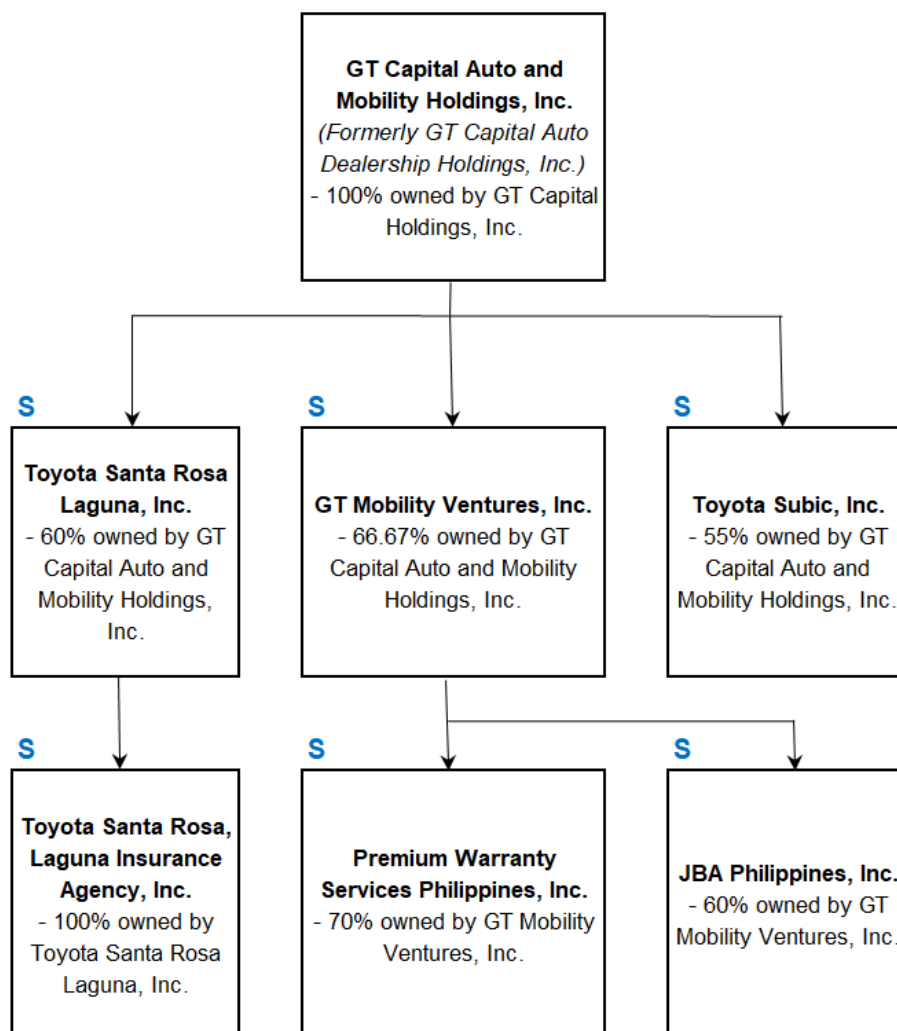 GT Capital Auto and
Mobility Holdings, Inc.
(Formerly GT Capital Auto
Dealership Holdings, Inc.)
- 100% owned by GT Capital
Holdings, Inc.
S
Toyota Santa Rosa
Laguna, Inc.
- 60% owned by GT
Capital Auto and
Mobility Holdings,
Inc.
S
GT Mobility Ventures, Inc.
- 66.67% owned by GT
Capital Auto and Mobility
Holdings, Inc.
S
Toyota Subic, Inc.
- 55% owned by GT
Capital Auto and
Mobility Holdings, Inc.
S
Toyota Santa Rosa,
Laguna Insurance
Agency, Inc.
- 100% owned by
Toyota Santa Rosa
Laguna, Inc.
S
Premium Warranty
Services Philippines, Inc.
- 70% owned by GT Mobility
Ventures, Inc.
S
JBA Philippines, Inc.
- 60% owned by GT
Mobility Ventures, Inc.